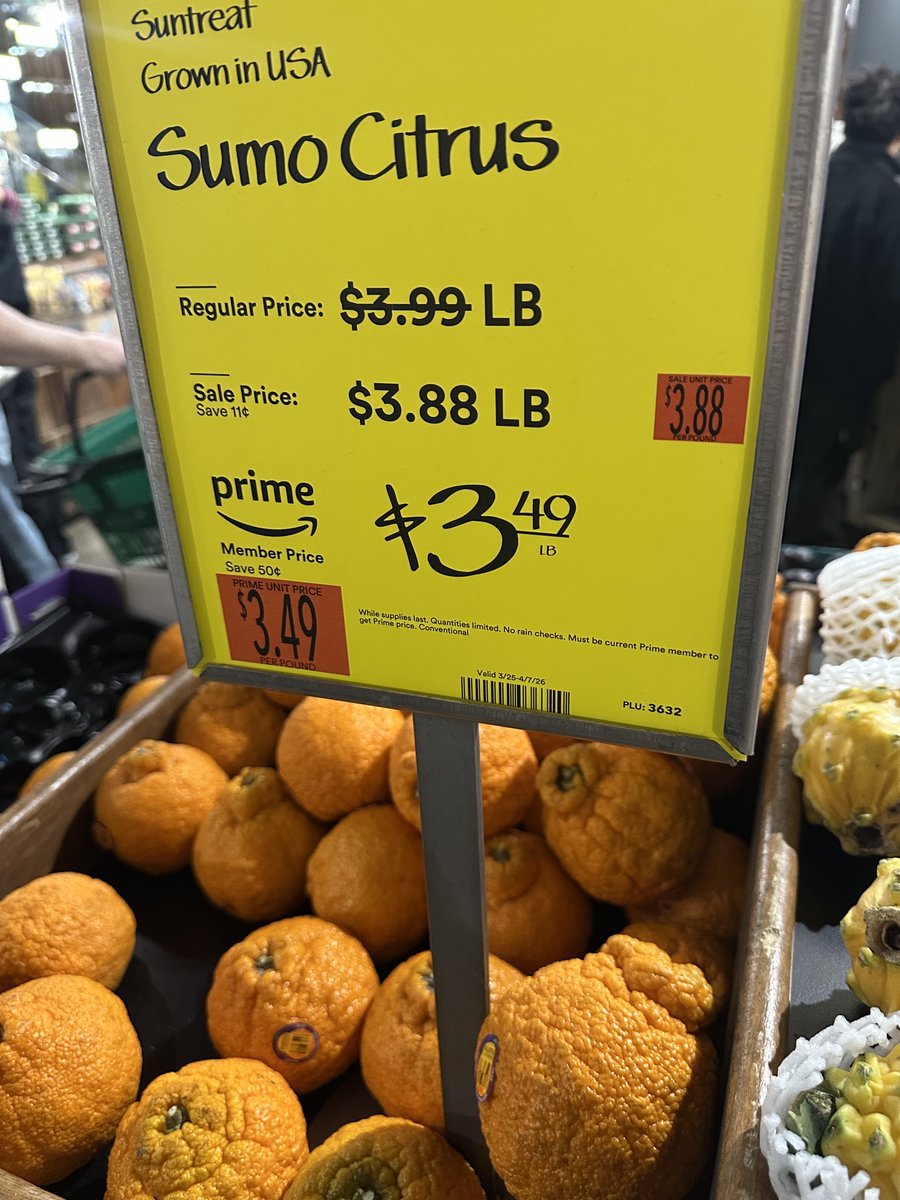 Suntreat
Grown in USA
Sumo Citrus
Regular Price: $3.99 LB
Sale Price: $3.88 LB
Save 11¢
SALE UNIT PRICE
$3.88
PER POUND
prime
Member Price
Save 50¢
$3 49
LB
PRIME UNIT PRICE
$3.49
PER POUND
While supplies last. Quantities limited. No rain checks. Must be current Prime member to
get Prime price. Conventional
Valid 3/25-4/7/26
PLU: 3632